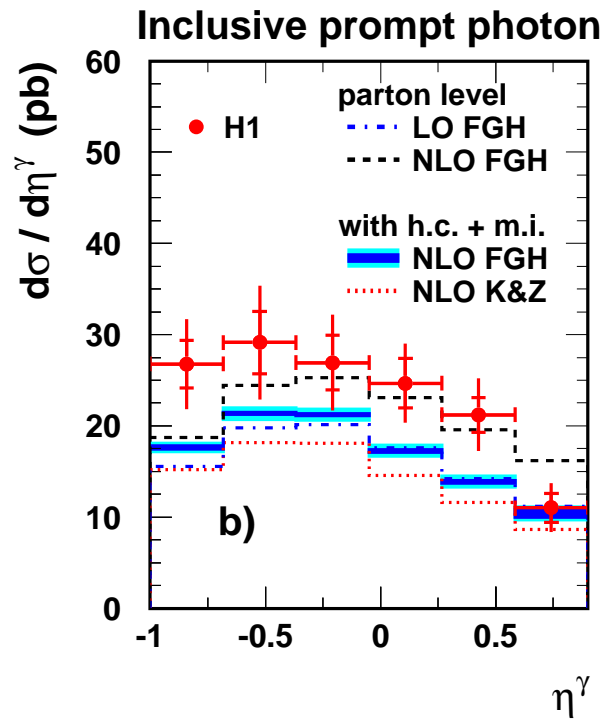 Inclusive prompt photon
dσ / dη^γ (pb)
60
50
40
30
20
10
0
H1
parton level
LO FGH
NLO FGH
with h.c. + m.i.
NLO FGH
NLO K&Z
b)
-1 -0.5 0 0.5
η^γ